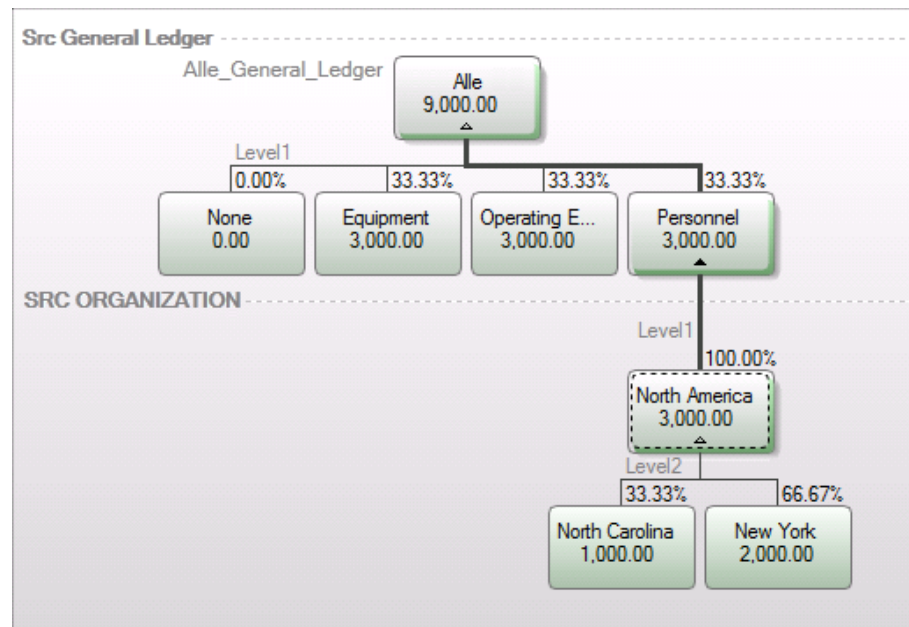 Src General Ledger
Alle_General_Ledger
Alle
9,000.00
Level1
0.00%
33.33%
33.33%
33.33%
None
0.00
Equipment
3,000.00
Operating E...
3,000.00
Personnel
3,000.00
SRC ORGANIZATION
Level1
100.00%
North America
3,000.00
Level2
33.33%
66.67%
North Carolina
1,000.00
New York
2,000.00